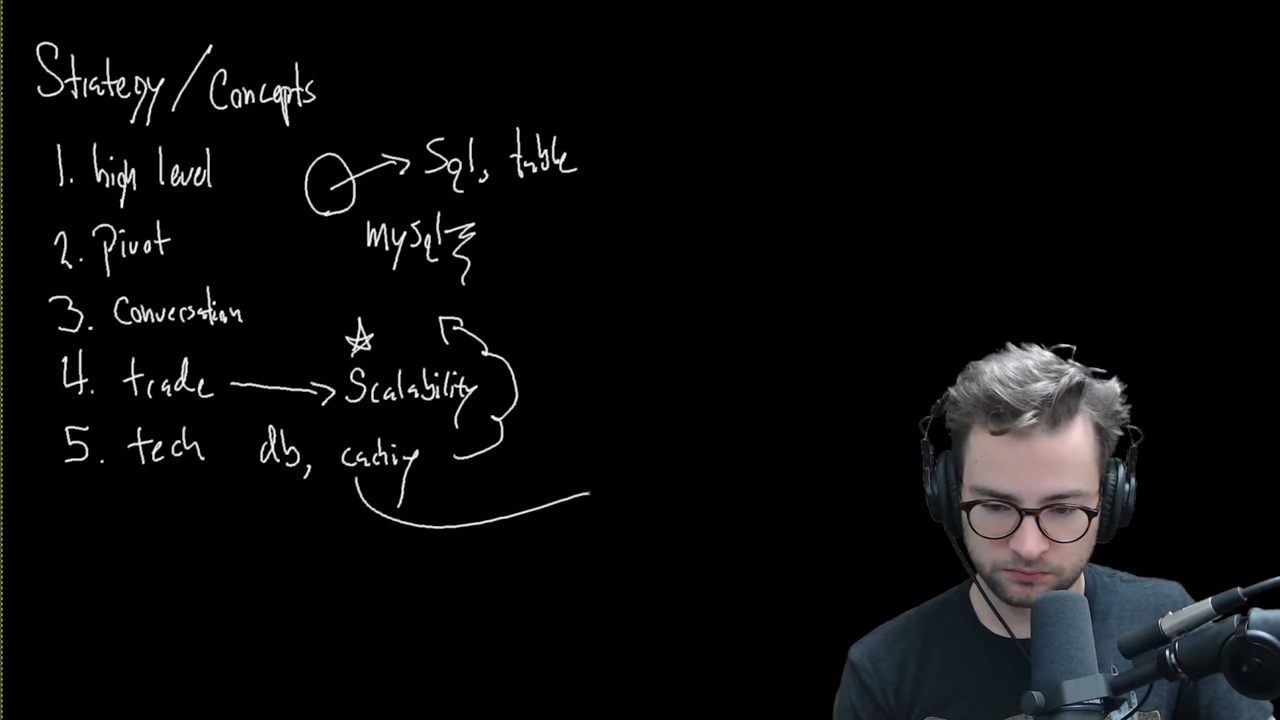 Strategy/Concepts
1. high level
Sql, table
2. Pivot
mySql
3. Conversation
4. trade
Scalability
5. tech db, caching